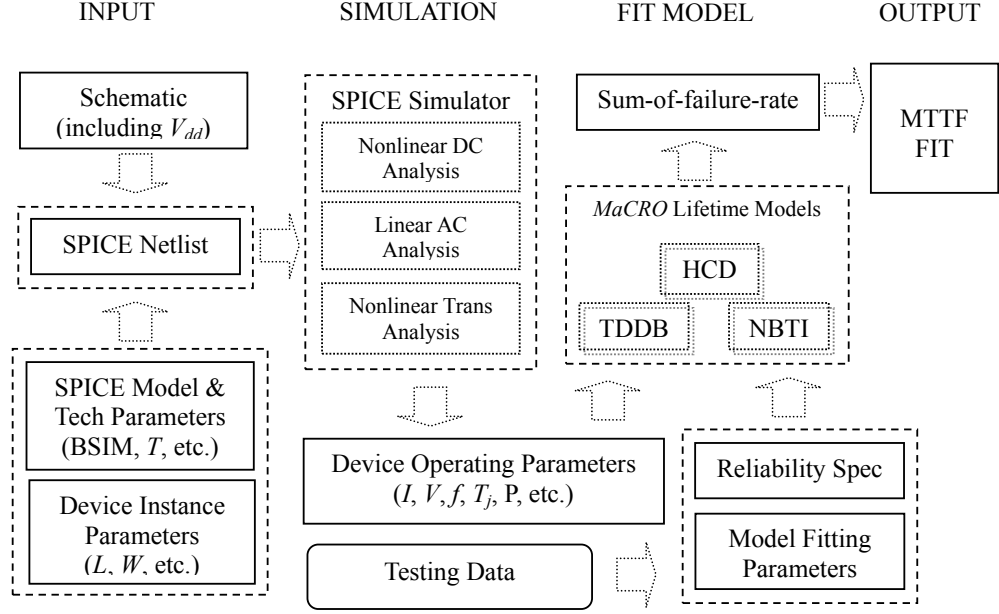 INPUT
SIMULATION
FIT MODEL
OUTPUT
Schematic
(including Vdd)
SPICE Netlist
SPICE Model &
Tech Parameters
(BSIM, T, etc.)
Device Instance
Parameters
(L, W, etc.)
SPICE Simulator
Nonlinear DC
Analysis
Linear AC
Analysis
Nonlinear Trans
Analysis
Device Operating Parameters
(I, V, f, Tj, P, etc.)
Testing Data
Sum-of-failure-rate
MaCRO Lifetime Models
HCD
TDDB
NBTI
Reliability Spec
Model Fitting
Parameters
MTTF
FIT